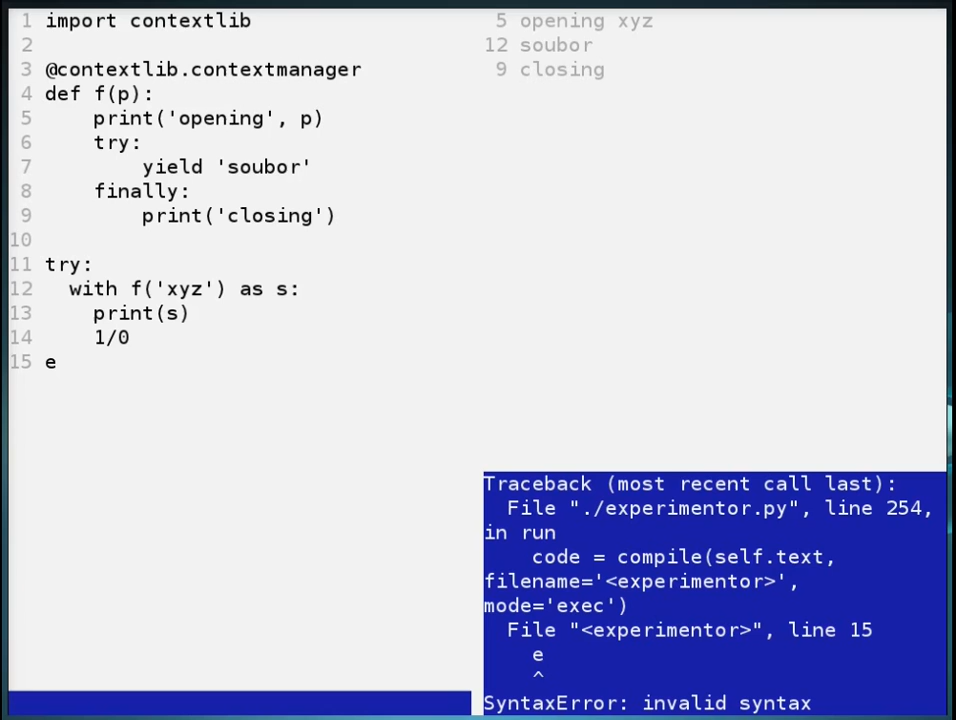 1 import contextlib
2
3 @contextlib.contextmanager
4 def f(p):
5     print('opening', p)
6     try:
7         yield 'soubor'
8     finally:
9         print('closing')
10
11 try:
12   with f('xyz') as s:
13     print(s)
14     1/0
15 e
5 opening xyz
12 soubor
9 closing
Traceback (most recent call last):
  File "./experimentor.py", line 254,
in run
    code = compile(self.text,
filename='<experimentor>',
mode='exec')
  File "<experimentor>", line 15
    e
    ^
SyntaxError: invalid syntax